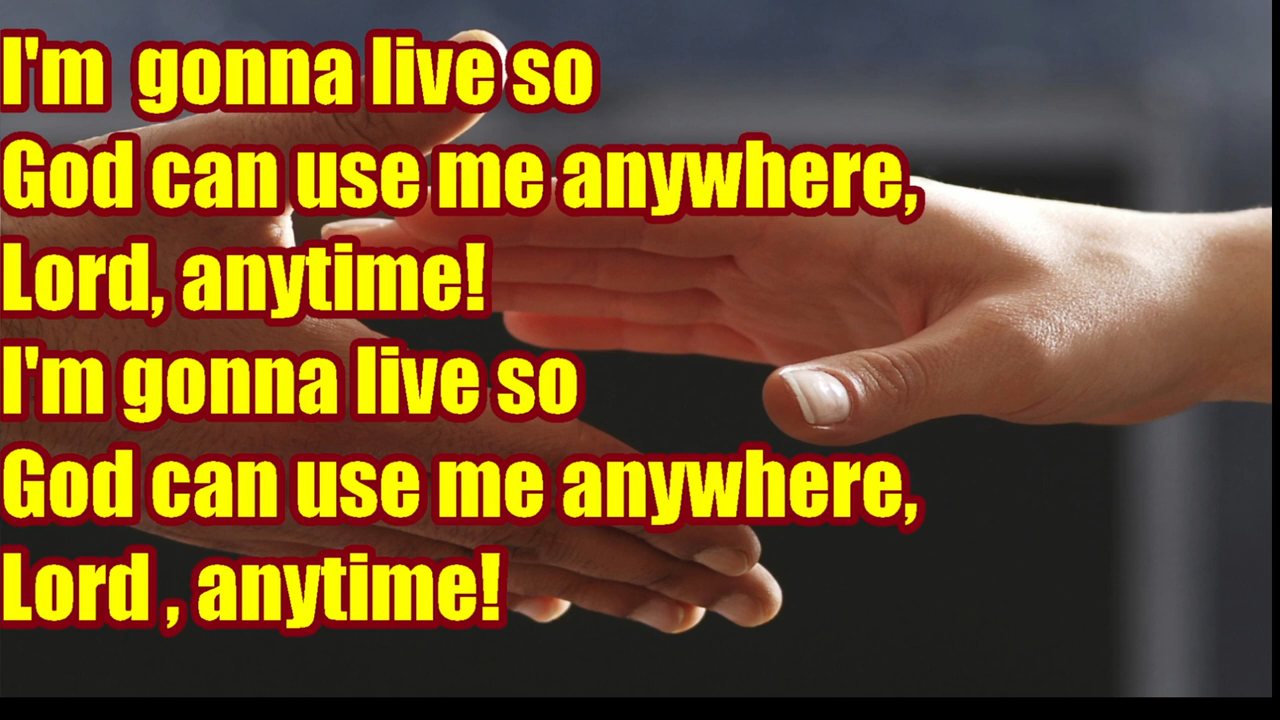 I'm  gonna live so
God can use me anywhere,
Lord, anytime!
I'm gonna live so
God can use me anywhere,
Lord , anytime!